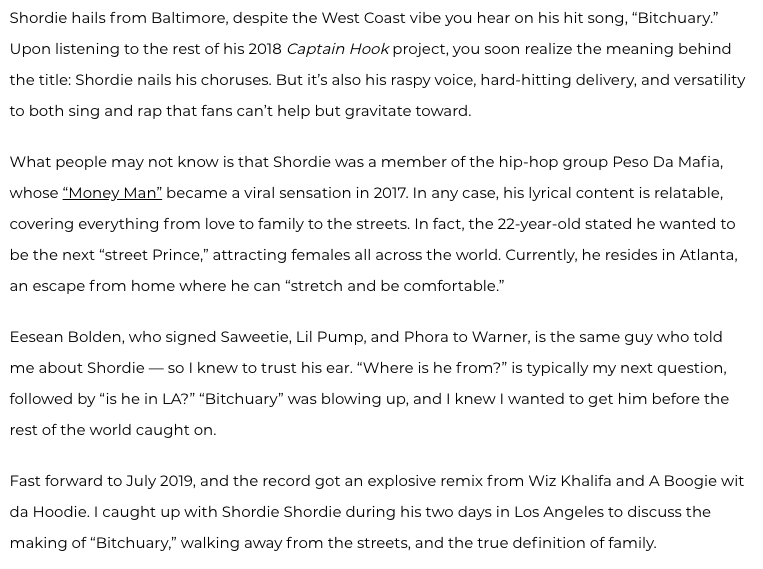 Shordie hails from Baltimore, despite the West Coast vibe you hear on his hit song, “Bitchuary.”
Upon listening to the rest of his 2018 Captain Hook project, you soon realize the meaning behind
the title: Shordie nails his choruses. But it’s also his raspy voice, hard-hitting delivery, and versatility
to both sing and rap that fans can’t help but gravitate toward.
What people may not know is that Shordie was a member of the hip-hop group Peso Da Mafia,
whose “Money Man” became a viral sensation in 2017. In any case, his lyrical content is relatable,
covering everything from love to family to the streets. In fact, the 22-year-old stated he wanted to
be the next “street Prince,” attracting females all across the world. Currently, he resides in Atlanta,
an escape from home where he can “stretch and be comfortable.”
Eesean Bolden, who signed Saweetie, Lil Pump, and Phora to Warner, is the same guy who told
me about Shordie — so I knew to trust his ear. “Where is he from?” is typically my next question,
followed by “is he in LA?” “Bitchuary” was blowing up, and I knew I wanted to get him before the
rest of the world caught on.
Fast forward to July 2019, and the record got an explosive remix from Wiz Khalifa and A Boogie wit
da Hoodie. I caught up with Shordie Shordie during his two days in Los Angeles to discuss the
making of “Bitchuary,” walking away from the streets, and the true definition of family.